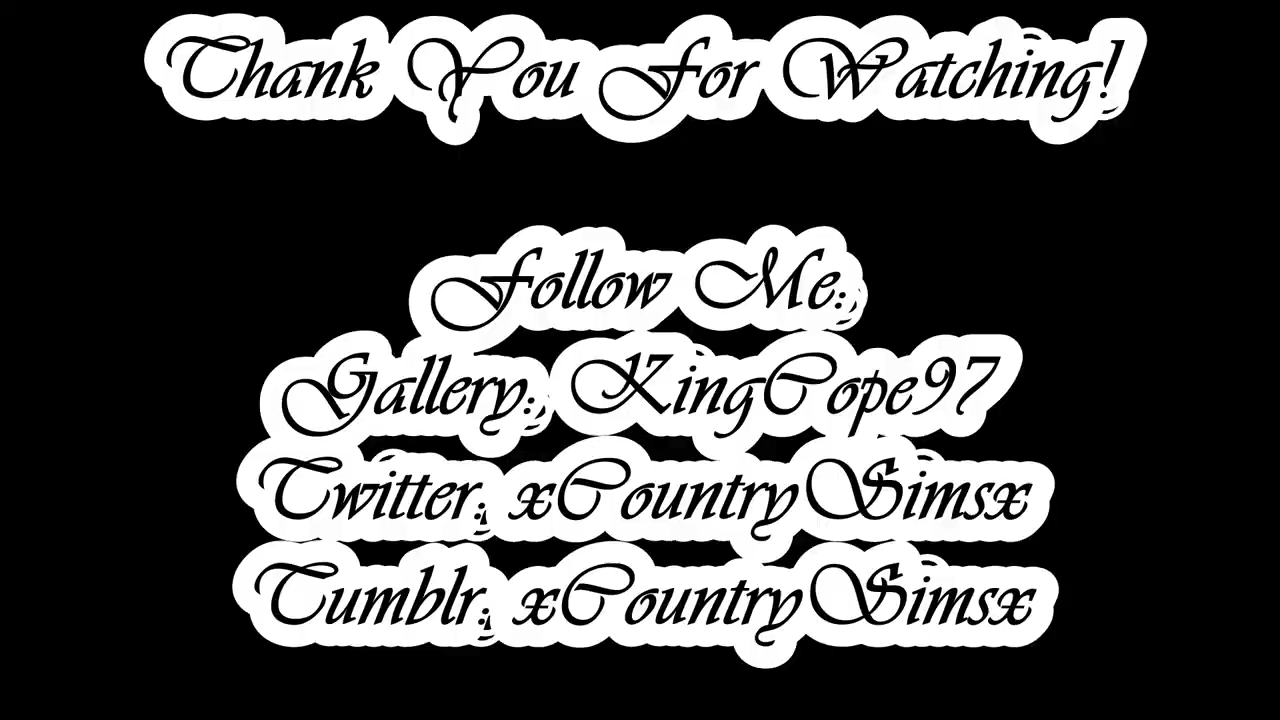 Thank You For Watching!
Follow Me:
Gallery: KingCope97
Twitter: xCountrySimsx
Tumblr: xCountrySimsx